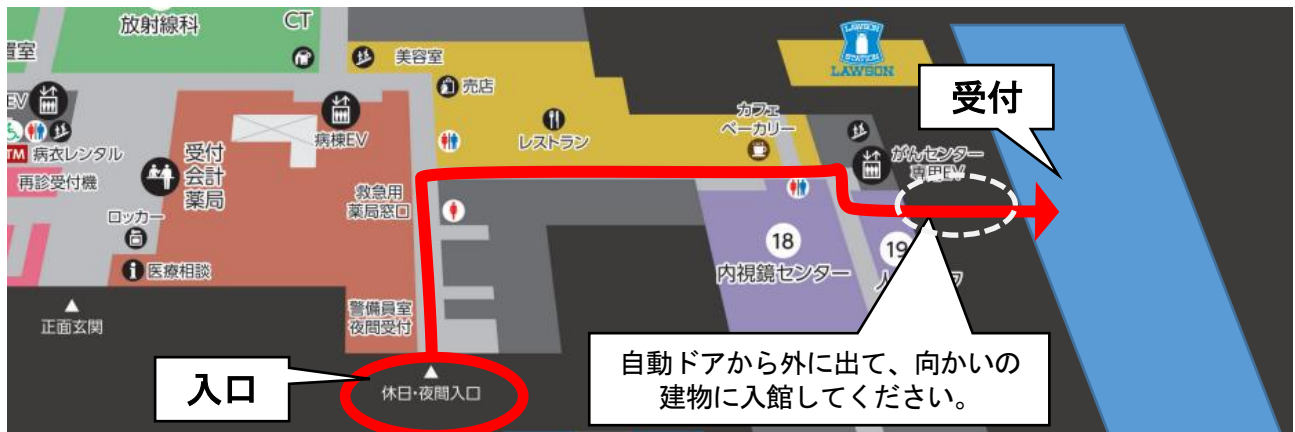 放射線科
CT
置室
美容室
売店
LAWSON
STATION
LAWSON
受付
EV
病棟EV
レストラン
カフェ
ベーカリー
がんセンター
専用EV
病衣レンタル
再診受付機
受付
会計
薬局
救急用
薬局窓口
ロッカー
医療相談
18
内視鏡センター
19
正面玄関
警備員室
夜間受付
入口
休日・夜間入口
自動ドアから外に出て、向かいの
建物に入館してください。